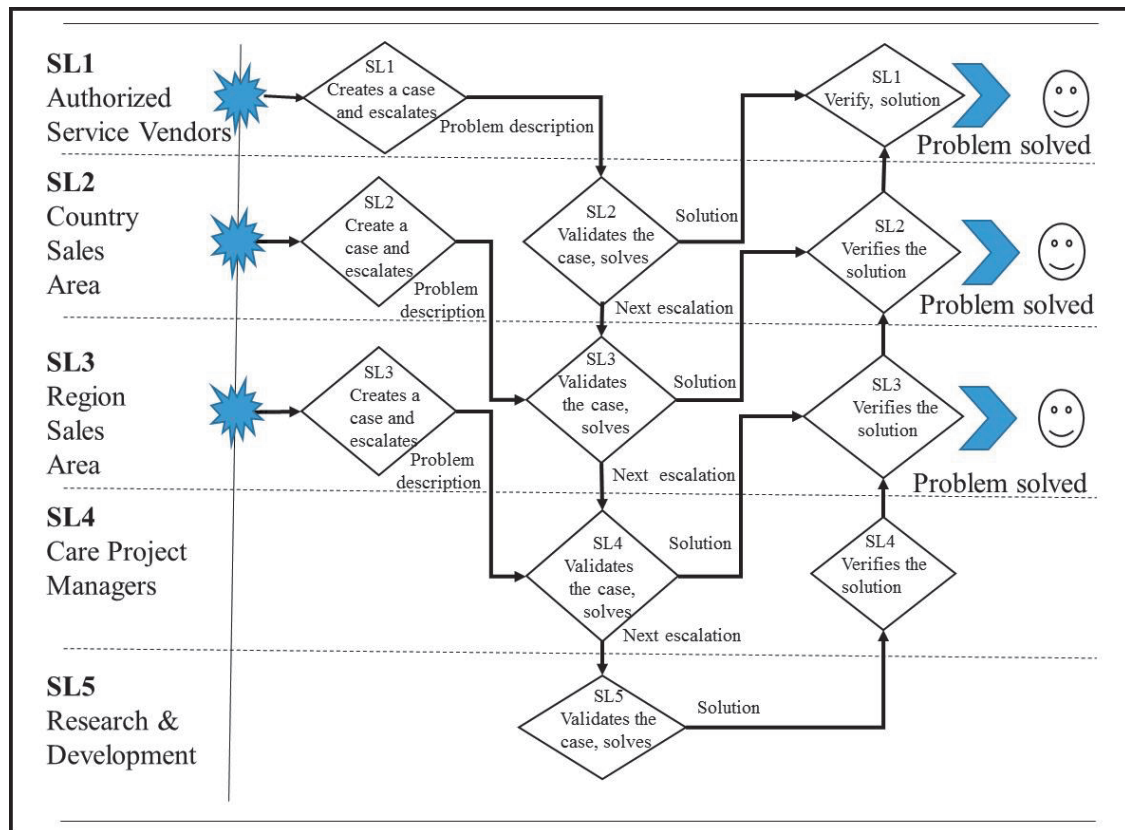 SL1
Authorized
Service Vendors
SL1
Creates a case
and escalates
Problem description
SL1
Verify, solution
Problem solved
SL2
Country
Sales
Area
SL2
Create a
case and
escalates
Problem
description
SL2
Validates the
case, solves
Solution
Next escalation
SL2
Verifies the
solution
Problem solved
SL3
Region
Sales
Area
SL3
Creates a
case and
escalates
Problem
description
SL3
Validates
the case,
solves
Solution
Next escalation
SL3
Verifies the
solution
Problem solved
SL4
Care Project
Managers
SL4
Validates
the case,
solves
Solution
Next escalation
SL4
Verifies the
solution
SL5
Research &
Development
SL5
Validates the
case, solves
Solution